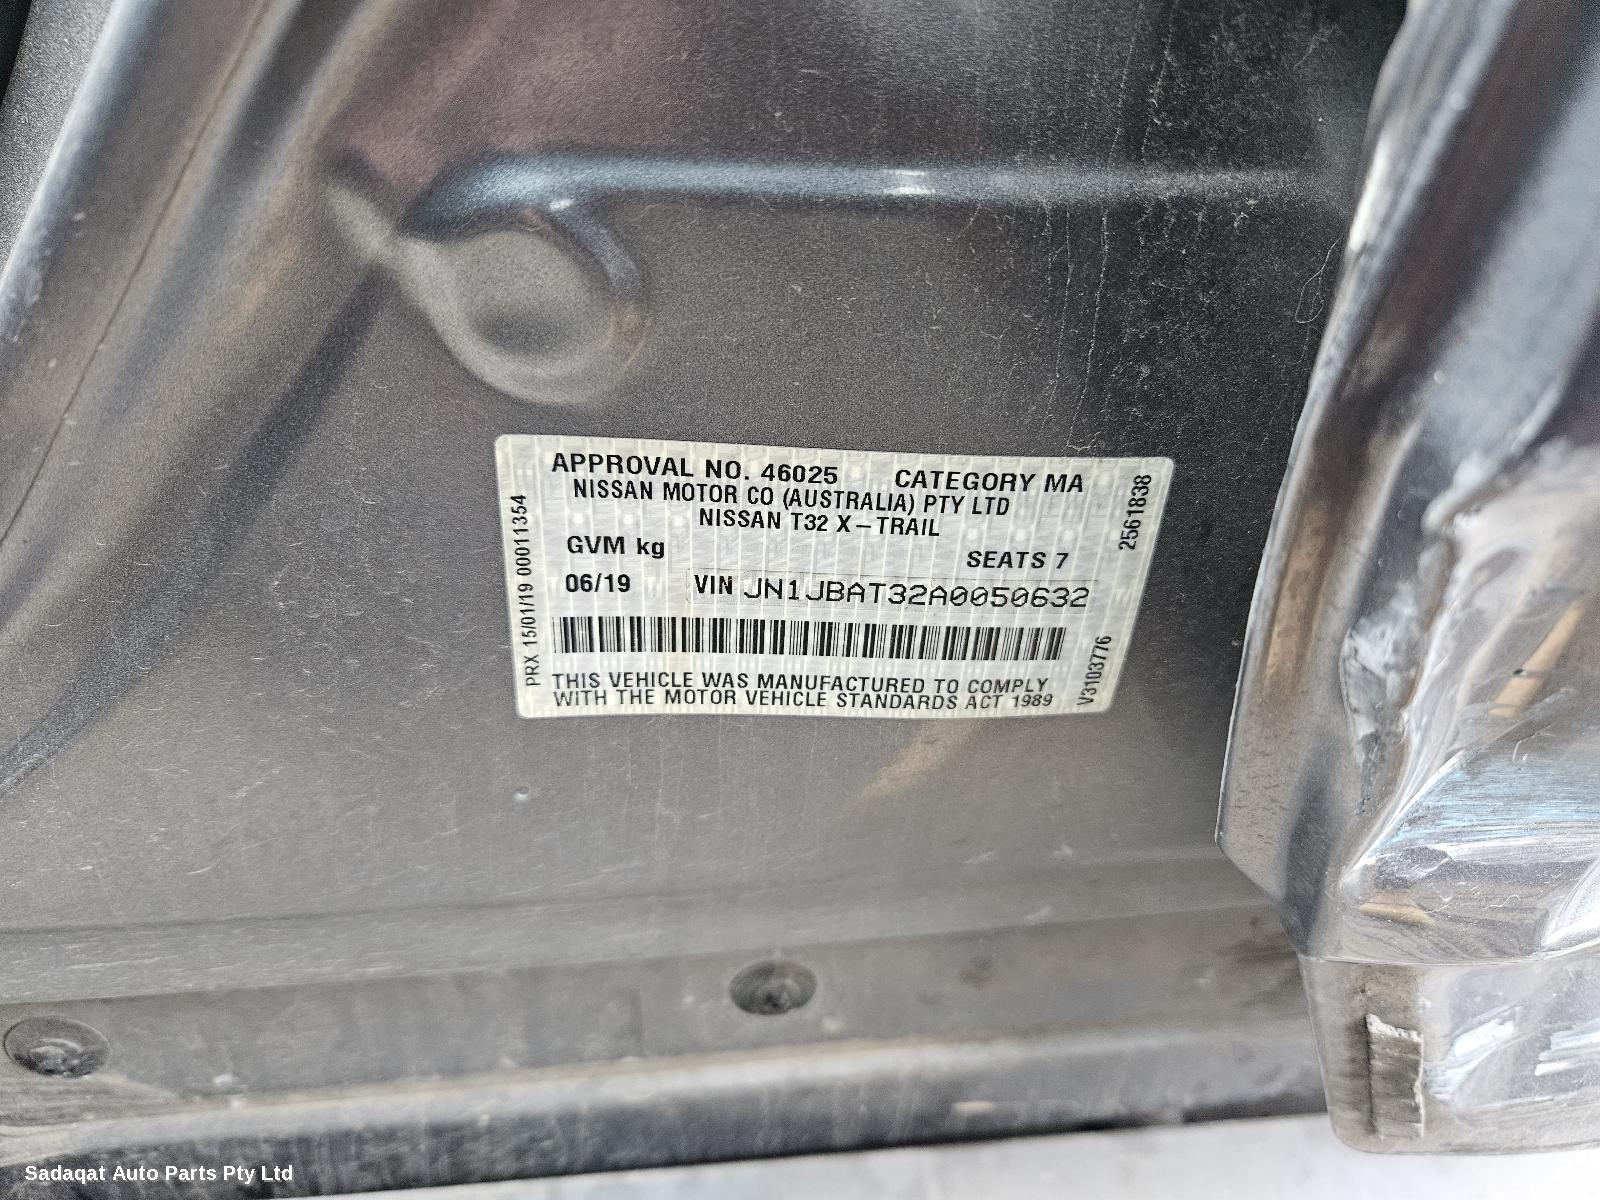 APPROVAL NO. 46025 CATEGORY MA
NISSAN MOTOR CO (AUSTRALIA) PTY LTD
NISSAN T32 X-TRAIL
GVM kg SEATS 7
06/19 VIN JN1JBAT32A0050632
THIS VEHICLE WAS MANUFACTURED TO COMPLY
WITH THE MOTOR VEHICLE STANDARDS ACT 1989
PRX 15/01/19 00011354
2561838
V3103776
Sadaqat Auto Parts Pty Ltd